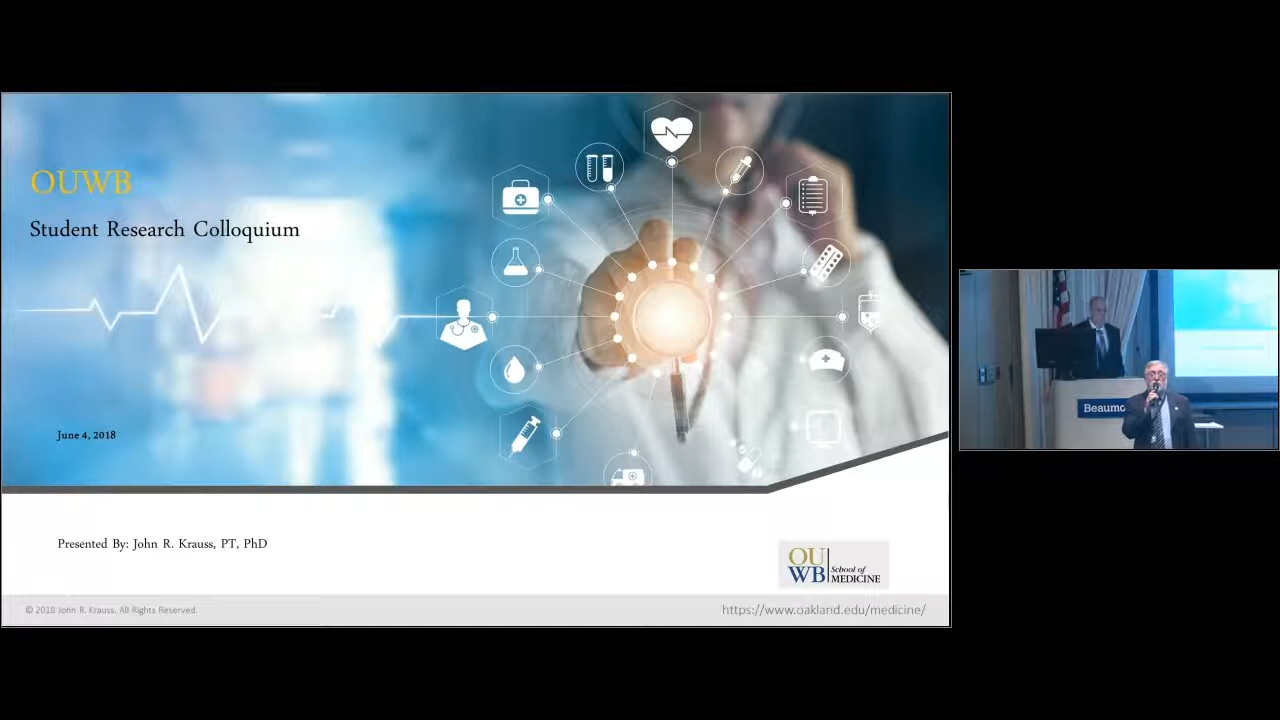 OUWB
Student Research Colloquium
June 4, 2018
Presented By: John R. Krauss, PT, PhD
OU
WB
School of
MEDICINE
© 2018 John R. Krauss. All Rights Reserved.
https://www.oakland.edu/medicine/
Beaumo